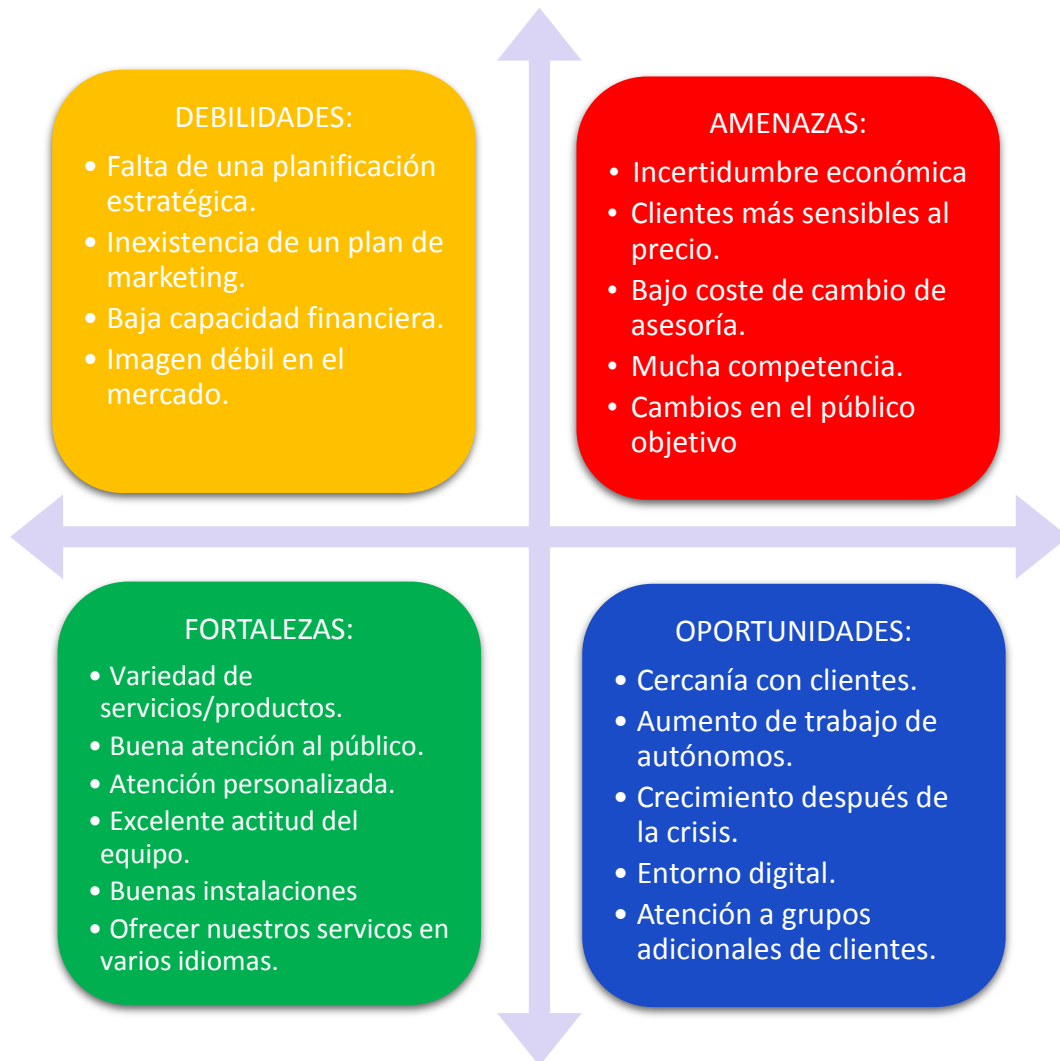 DEBILIDADES:
• Falta de una planificación
estratégica.
• Inexistencia de un plan de
marketing.
• Baja capacidad financiera.
• Imagen débil en el
mercado.
AMENAZAS:
• Incertidumbre económica
• Clientes más sensibles al
precio.
• Bajo coste de cambio de
asesoría.
• Mucha competencia.
• Cambios en el público
objetivo
FORTALEZAS:
• Variedad de
servicios/productos.
• Buena atención al público.
• Atención personalizada.
• Excelente actitud del
equipo.
• Buenas instalaciones
• Ofrecer nuestros servicos en
varios idiomas.
OPORTUNIDADES:
• Cercanía con clientes.
• Aumento de trabajo de
autónomos.
• Crecimiento después de
la crisis.
• Entorno digital.
• Atención a grupos
adicionales de clientes.